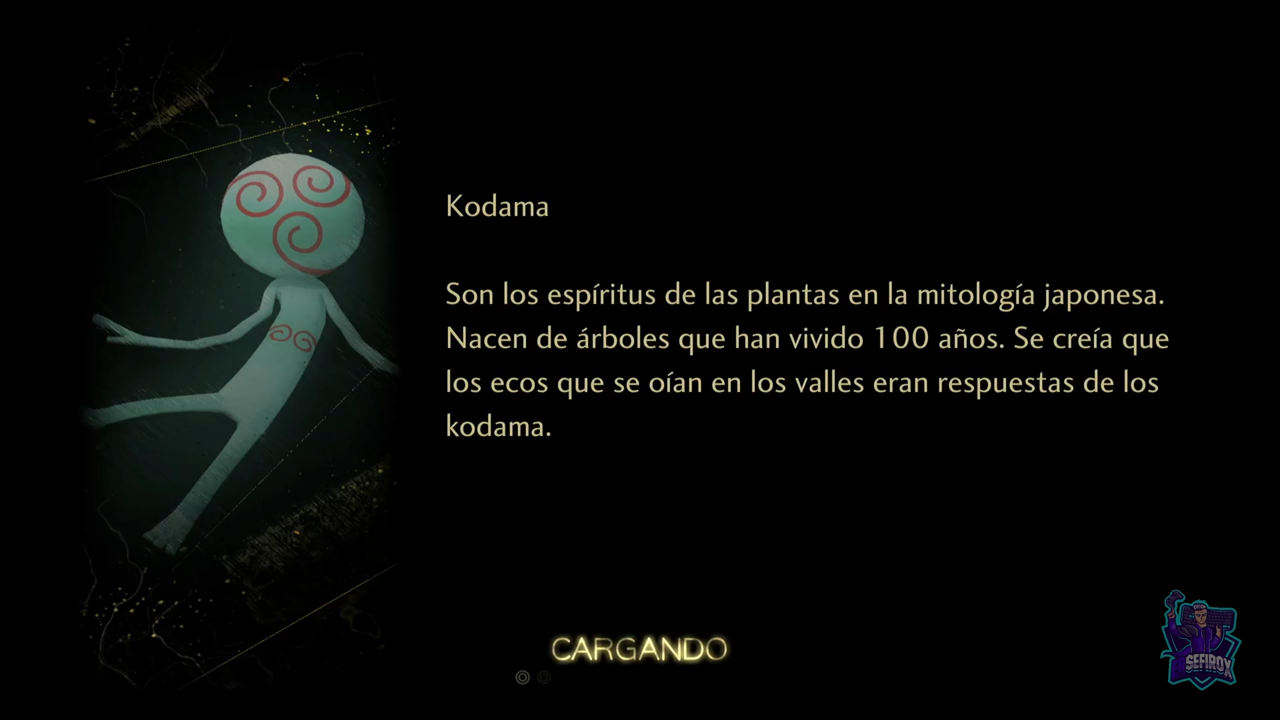 Kodama
Son los espíritus de las plantas en la mitología japonesa.
Nacen de árboles que han vivido 100 años. Se creía que
los ecos que se oían en los valles eran respuestas de los
kodama.
CARGANDO
SEFIROX